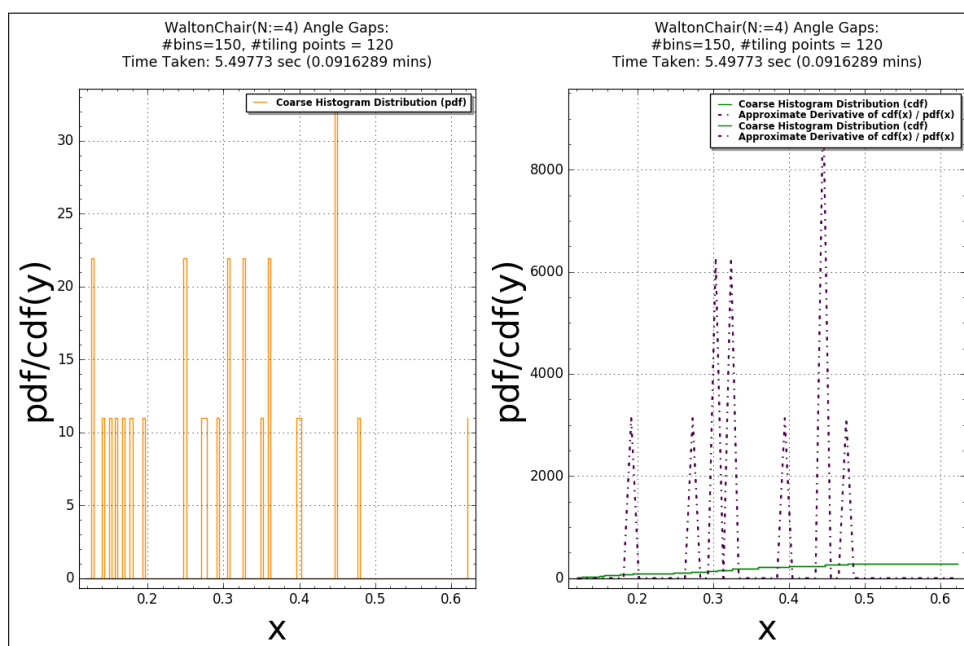 WaltonChair(N:=4) Angle Gaps:
#bins=150, #tiling points = 120
Time Taken: 5.49773 sec (0.0916289 mins)
Coarse Histogram Distribution (pdf)
30
25
20
15
10
5
0
pdf/cdf(y)
0.2
0.3
0.4
0.5
0.6
x
WaltonChair(N:=4) Angle Gaps:
#bins=150, #tiling points = 120
Time Taken: 5.49773 sec (0.0916289 mins)
Coarse Histogram Distribution (cdf)
Approximate Derivative of cdf(x) / pdf(x)
Coarse Histogram Distribution (cdf)
Approximate Derivative of cdf(x) / pdf(x)
8000
6000
4000
2000
0
pdf/cdf(y)
0.2
0.3
0.4
0.5
0.6
x